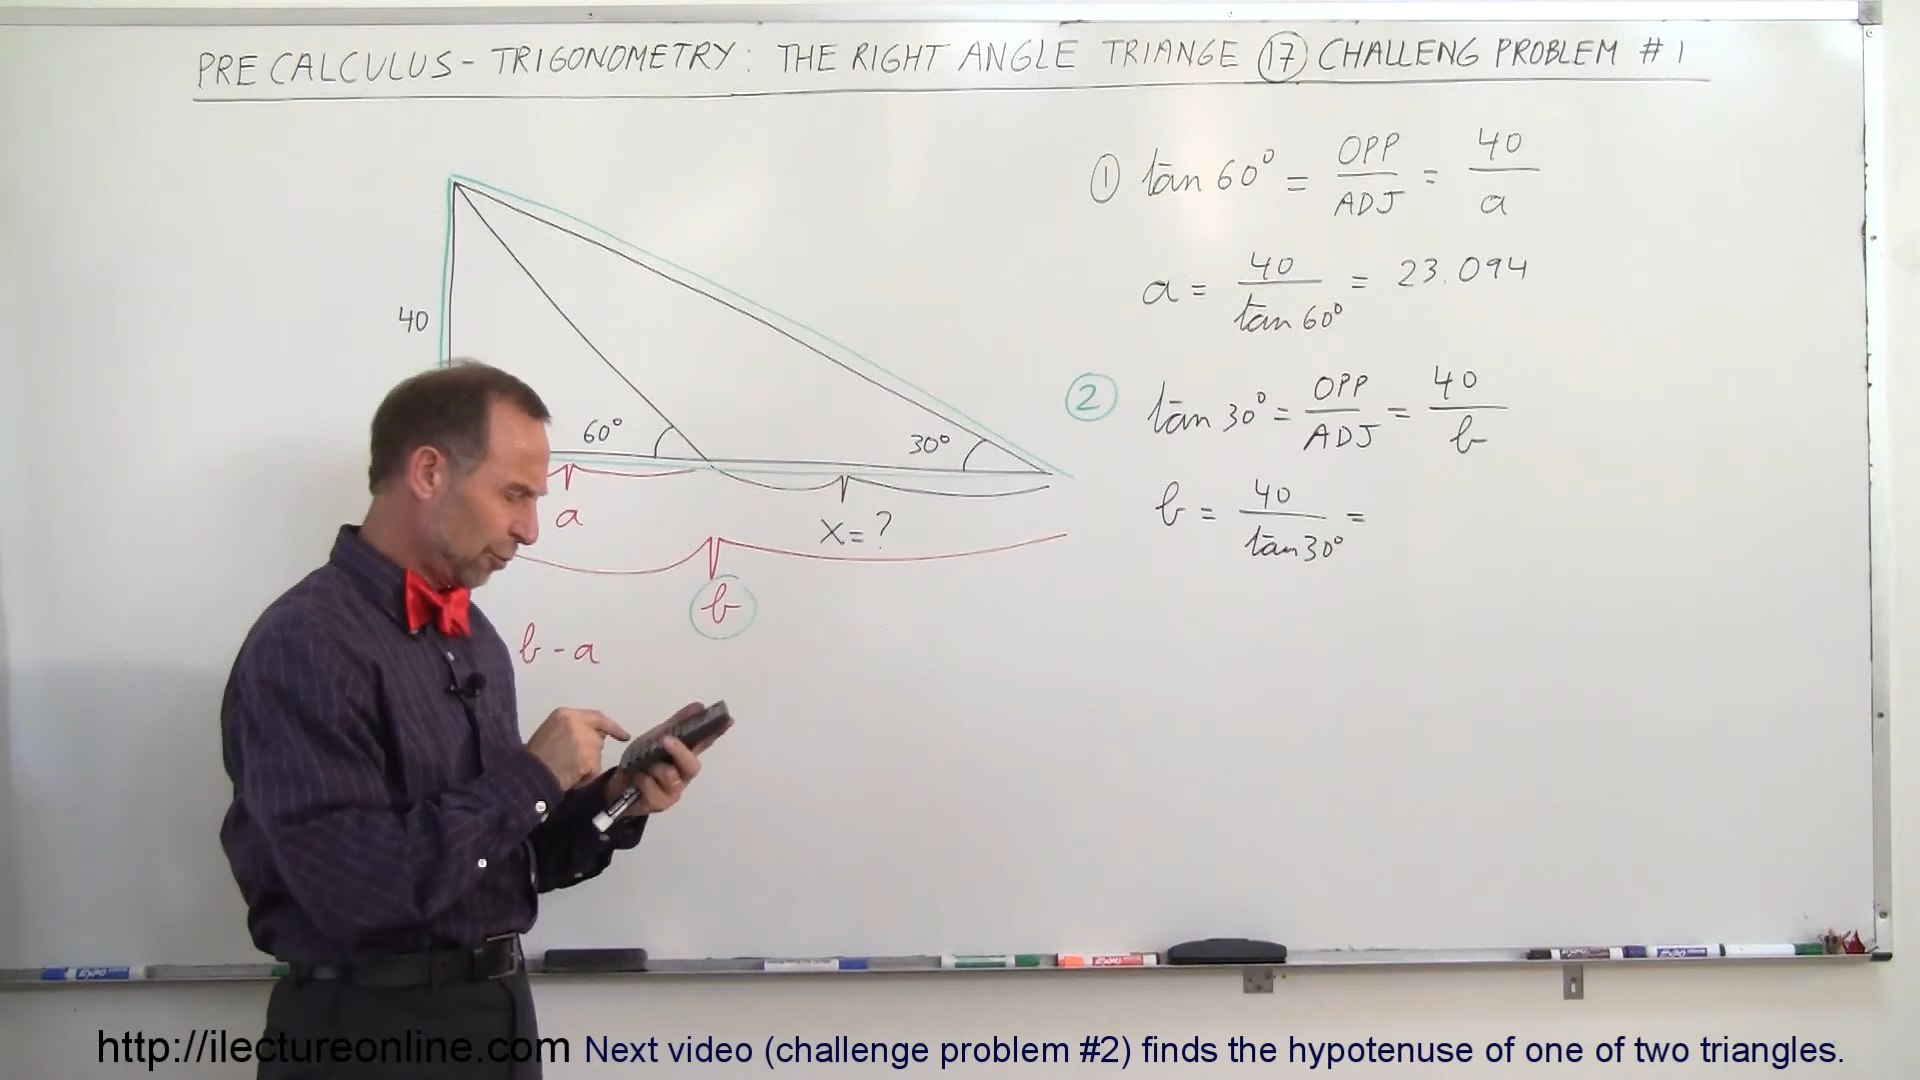 PRE CALCULUS - TRIGONOMETRY : THE RIGHT ANGLE TRIANGE 17 CHALLENG PROBLEM # 1
40
60°
30°
a
X = ?
b
b - a
① tan 60° = OPP/ADJ = 40/a
a = 40/tan 60° = 23.094
② tan 30° = OPP/ADJ = 40/b
b = 40/tan 30° =
http://ilectureonline.com Next video (challenge problem #2) finds the hypotenuse of one of two triangles.